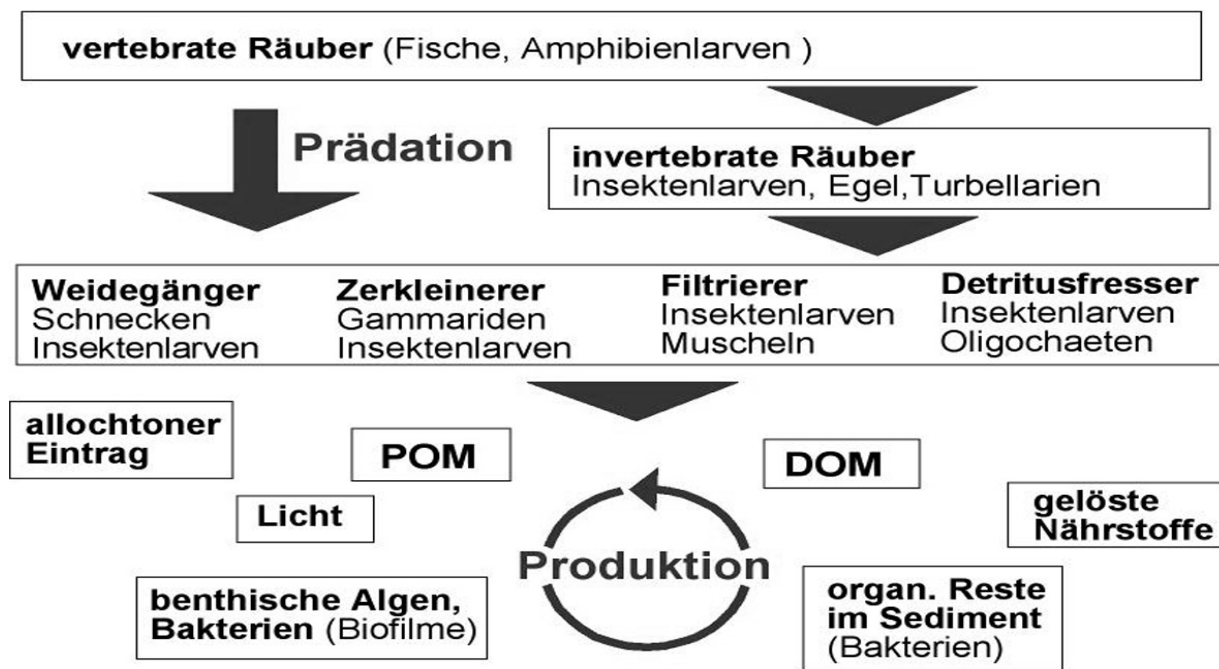 vertebrate Räuber (Fische, Amphibienlarven )
Prädation
invertebrate Räuber
Insektenlarven, Egel,Turbellarien
Weidegänger
Schnecken
Insektenlarven
Zerkleinerer
Gammariden
Insektenlarven
Filtrierer
Insektenlarven
Muscheln
Detritusfresser
Insektenlarven
Oligochaeten
allochtoner
Eintrag
POM
DOM
Licht
gelöste
Nährstoffe
Produktion
benthische Algen,
Bakterien (Biofilme)
organ. Reste
im Sediment
(Bakterien)